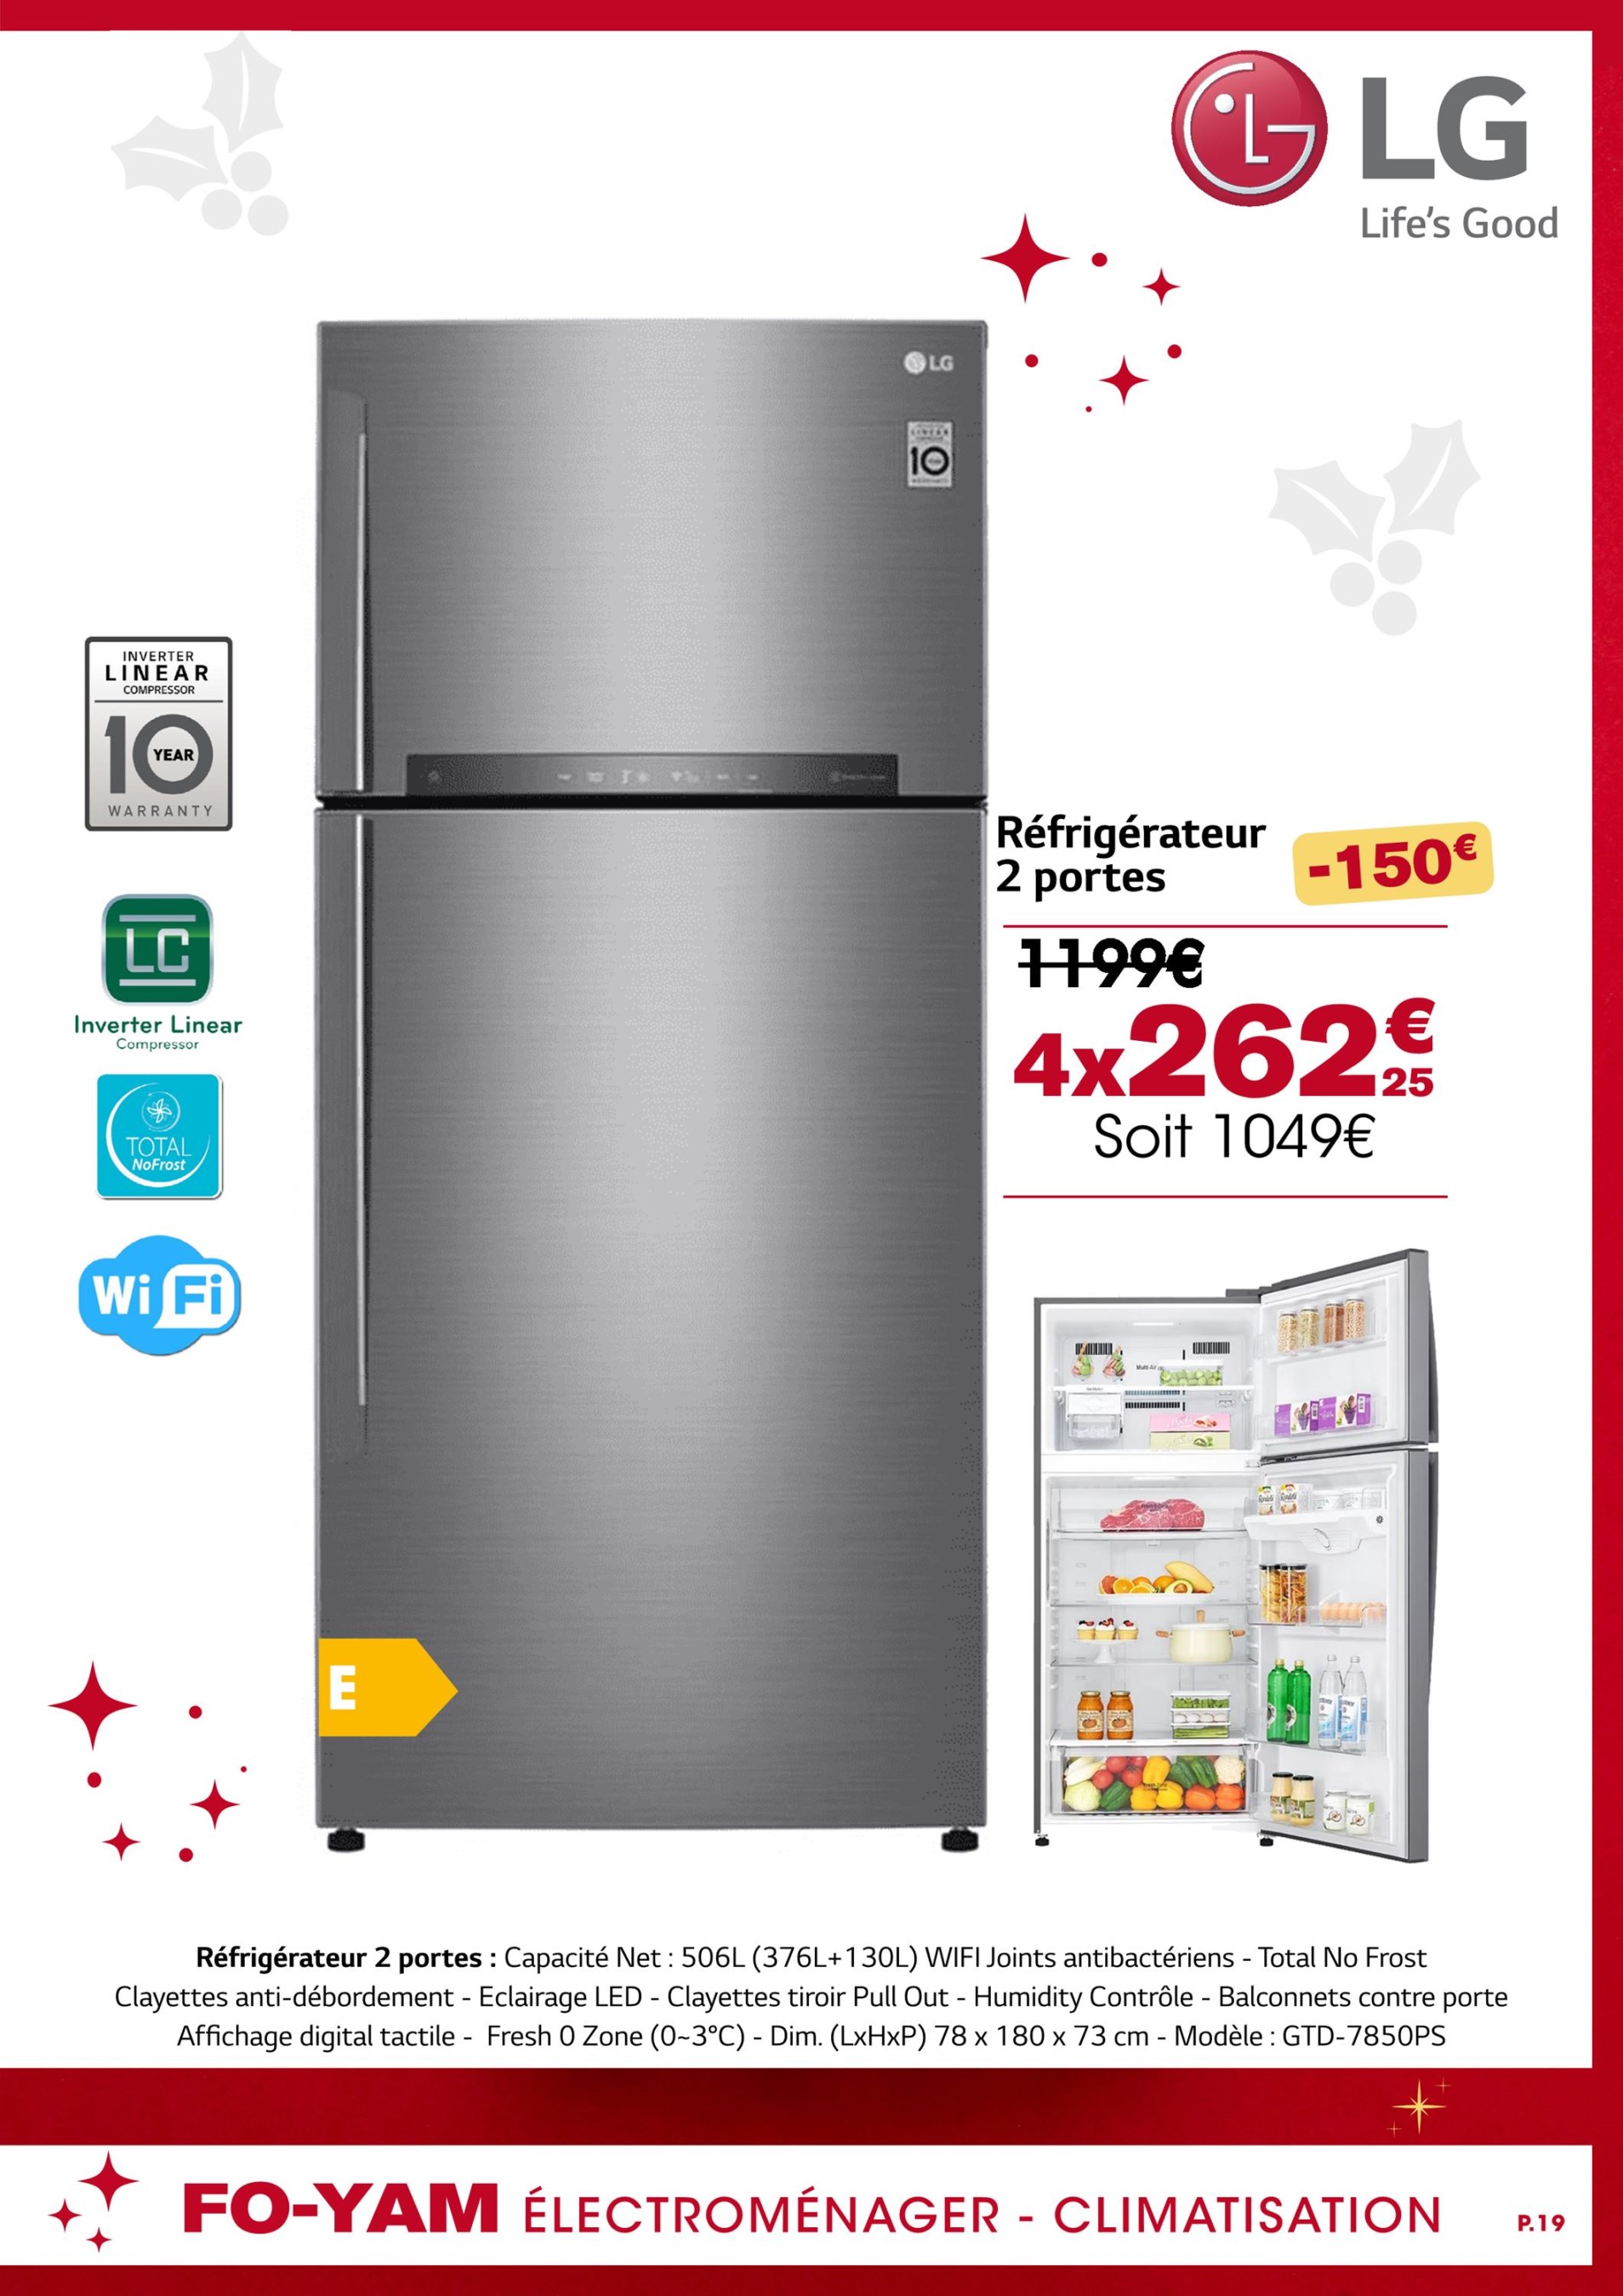 LG
Life's Good
LG
LINEAR
10
INVERTER
LINEAR
COMPRESSOR
10 YEAR
WARRANTY
Réfrigérateur
2 portes
-150€
1199€
LC
Inverter Linear
Compressor
4x262€25
Soit 1049€
TOTAL
NoFrost
WiFi
E
Réfrigérateur 2 portes : Capacité Net : 506L (376L+130L) WIFI Joints antibactériens - Total No Frost
Clayettes anti-débordement - Eclairage LED - Clayettes tiroir Pull Out - Humidity Contrôle - Balconnets contre porte
Affichage digital tactile - Fresh 0 Zone (0~3°C) - Dim. (LxHxP) 78 x 180 x 73 cm - Modèle : GTD-7850PS
FO-YAM ÉLECTROMÉNAGER - CLIMATISATION
P.19